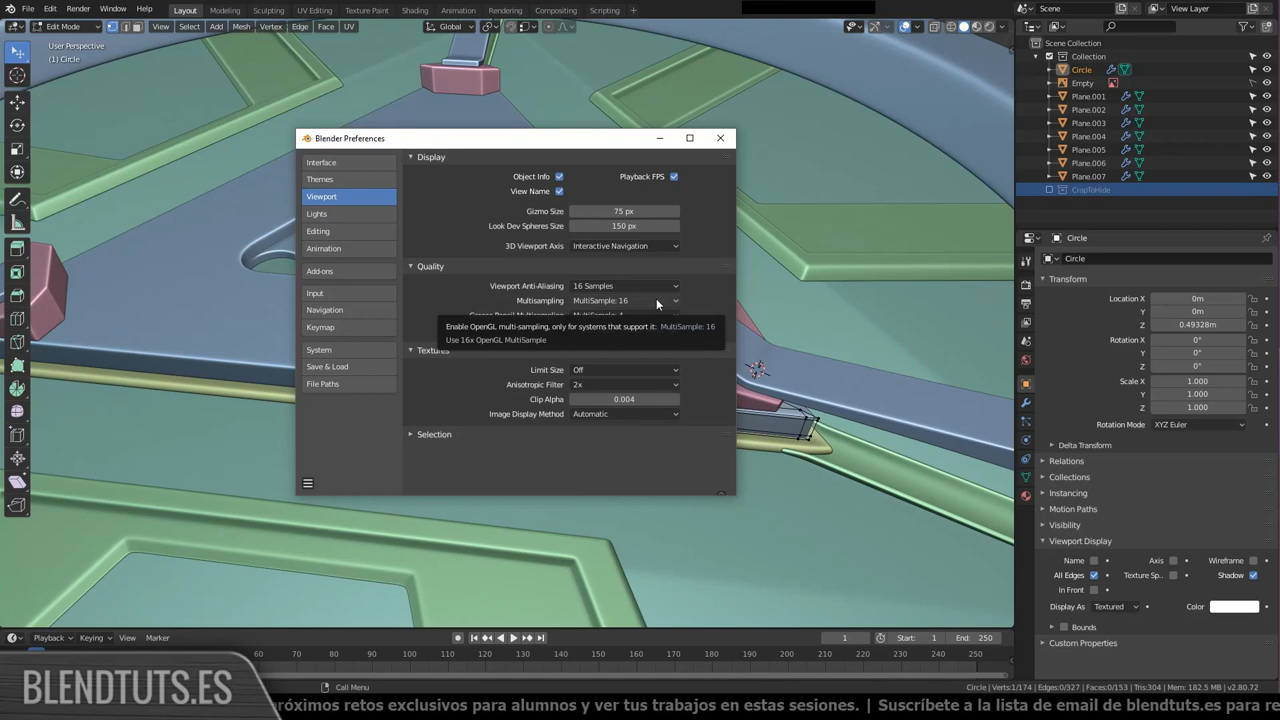 File Edit Render Window Help
Layout Modeling Sculpting UV Editing Texture Paint Shading Animation Rendering Compositing Scripting
Scene
View Layer
Edit Mode
View Select Add Mesh Vertex Edge Face UV
Global
User Perspective
(1) Circle
Scene Collection
Collection
Circle
Empty
Plane.001
Plane.002
Plane.003
Plane.004
Plane.005
Plane.006
Plane.007
CrapToHide
Blender Preferences
Interface
Themes
Viewport
Lights
Editing
Animation
Add-ons
Input
Navigation
Keymap
System
Save & Load
File Paths
Display
Object Info
Playback FPS
View Name
Gizmo Size 75 px
Look Dev Spheres Size 150 px
3D Viewport Axis Interactive Navigation
Quality
Viewport Anti-Aliasing 16 Samples
Multisampling MultiSample: 16
Enable OpenGL multi-sampling, only for systems that support it: MultiSample: 16
Use 16x OpenGL MultiSample
Textures
Limit Size Off
Anisotropic Filter 2x
Clip Alpha 0.004
Image Display Method Automatic
Selection
Circle
Circle
Transform
Location X 0m
Y 0m
Z 0.49328m
Rotation X 0°
Y 0°
Z 0°
Scale X 1.000
Y 1.000
Z 1.000
Rotation Mode XYZ Euler
Delta Transform
Relations
Collections
Instancing
Motion Paths
Visibility
Viewport Display
Name Axis Wireframe
All Edges Texture Sp.. Shadow
In Front
Display As Textured Color
Bounds
Custom Properties
Playback Keying View Marker
1 Start: 1 End: 250
60 70 80 90 100 110 120 130 140 150 160 170 180 190 200 210 220 230 240 250
Call Menu
Circle | Verts:1/174 | Edges:0/327 | Faces:0/153 | Tris:304 | Mem: 182.5 MB | v2.80.72
BLENDTUTS.ES
próximos retos exclusivos para alumnos y ver tus trabajos en estas sesiones. | Suscríbete a la lista de email de blendtuts.es para re